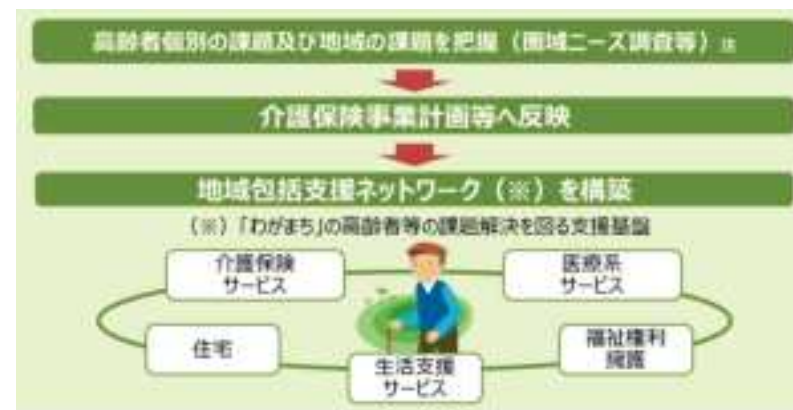 高齢者個別の課題及び地域の課題を把握（圏域ニーズ調査等）
介護保険事業計画等へ反映
地域包括支援ネットワーク（※）を構築
（※）「わがまち」の高齢者等の課題解決を図る支援基盤
介護保険
サービス
医療系
サービス
住宅
生活支援
サービス
福祉権利
擁護